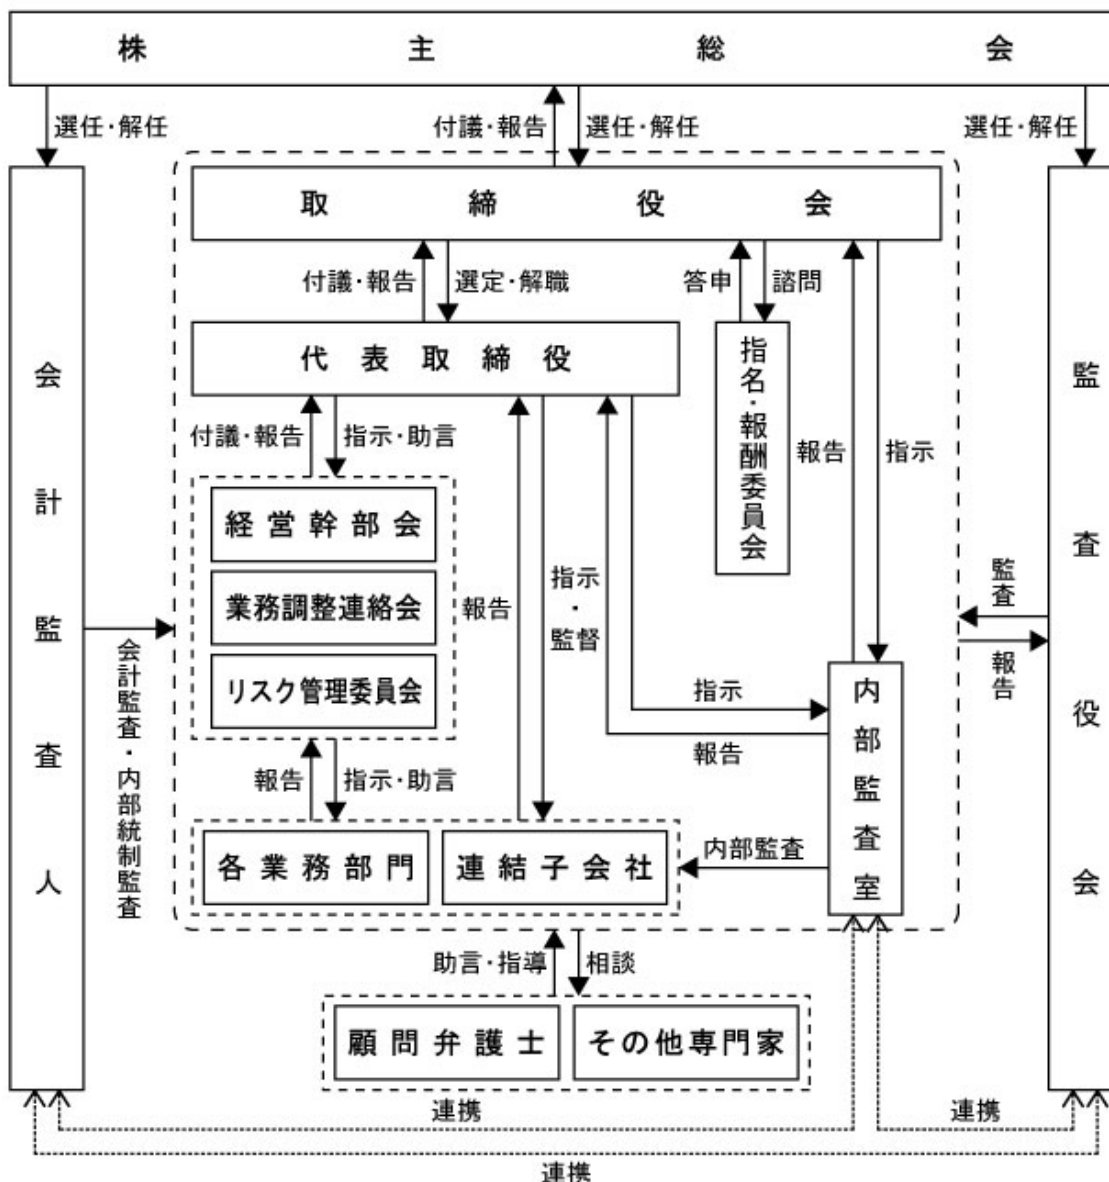 株主総会
選任・解任
付議・報告
選任・解任
選任・解任
取締役会
付議・報告
選定・解職
答申
諮問
代表取締役
指名・報酬委員会
会計監査人
監査役会
付議・報告
指示・助言
報告
指示
経営幹部会
業務調整連絡会
リスク管理委員会
報告
指示・監督
監査
報告
会計監査・内部統制監査
指示
報告
内部監査室
報告
指示・助言
各業務部門
連結子会社
内部監査
助言・指導
相談
顧問弁護士
その他専門家
連携
連携
連携